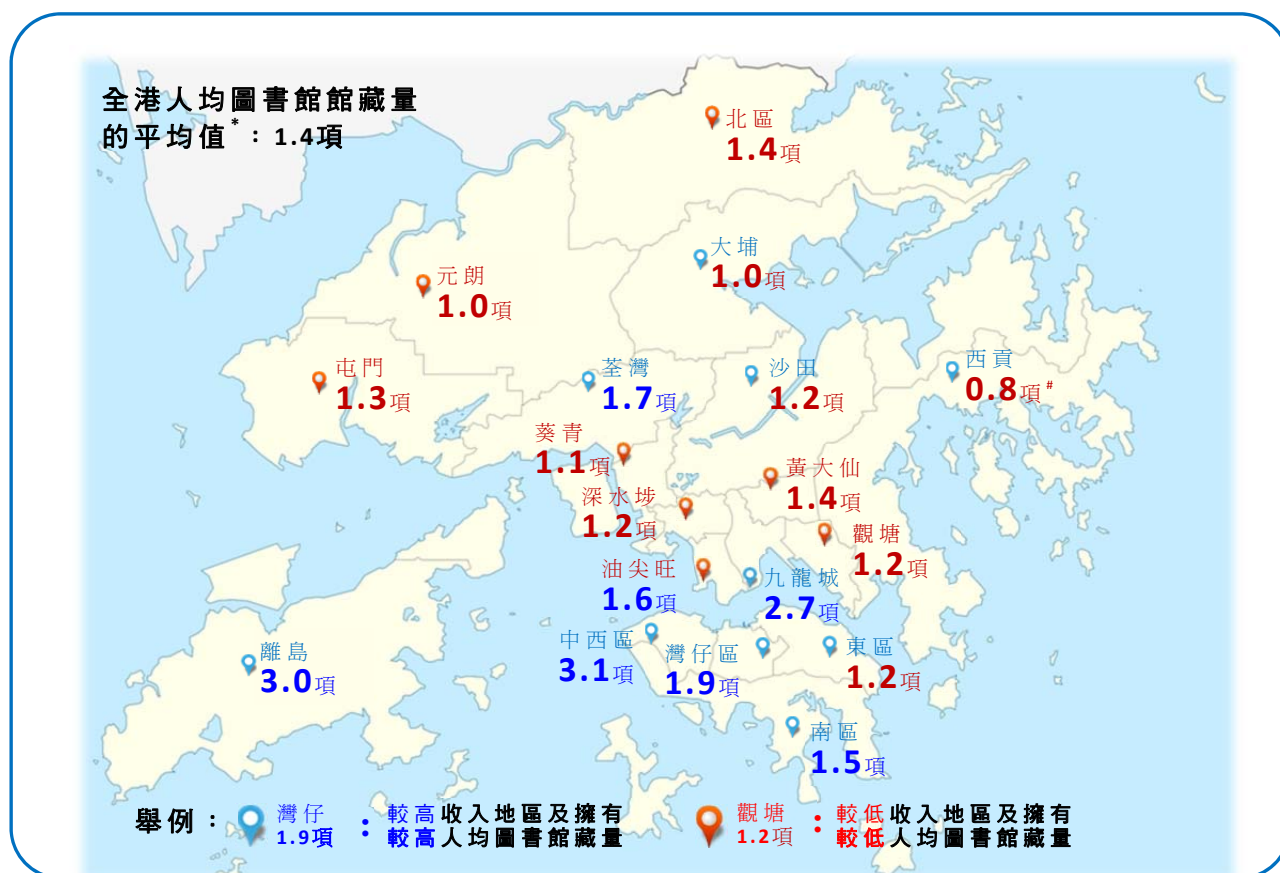 全港人均圖書館館藏量
的平均值*：1.4項
北區
1.4項
大埔
1.0項
元朗
1.0項
屯門
1.3項
荃灣
1.7項
沙田
1.2項
西貢
0.8項#
葵青
1.1項
黃大仙
1.4項
深水埗
1.2項
觀塘
1.2項
油尖旺
1.6項
九龍城
2.7項
中西區
3.1項
灣仔區
1.9項
東區
1.2項
離島
3.0項
南區
1.5項
舉例：
灣仔
1.9項
：
較高收入地區及擁有
較高人均圖書館藏量
觀塘
1.2項
：
較低收入地區及擁有
較低人均圖書館藏量